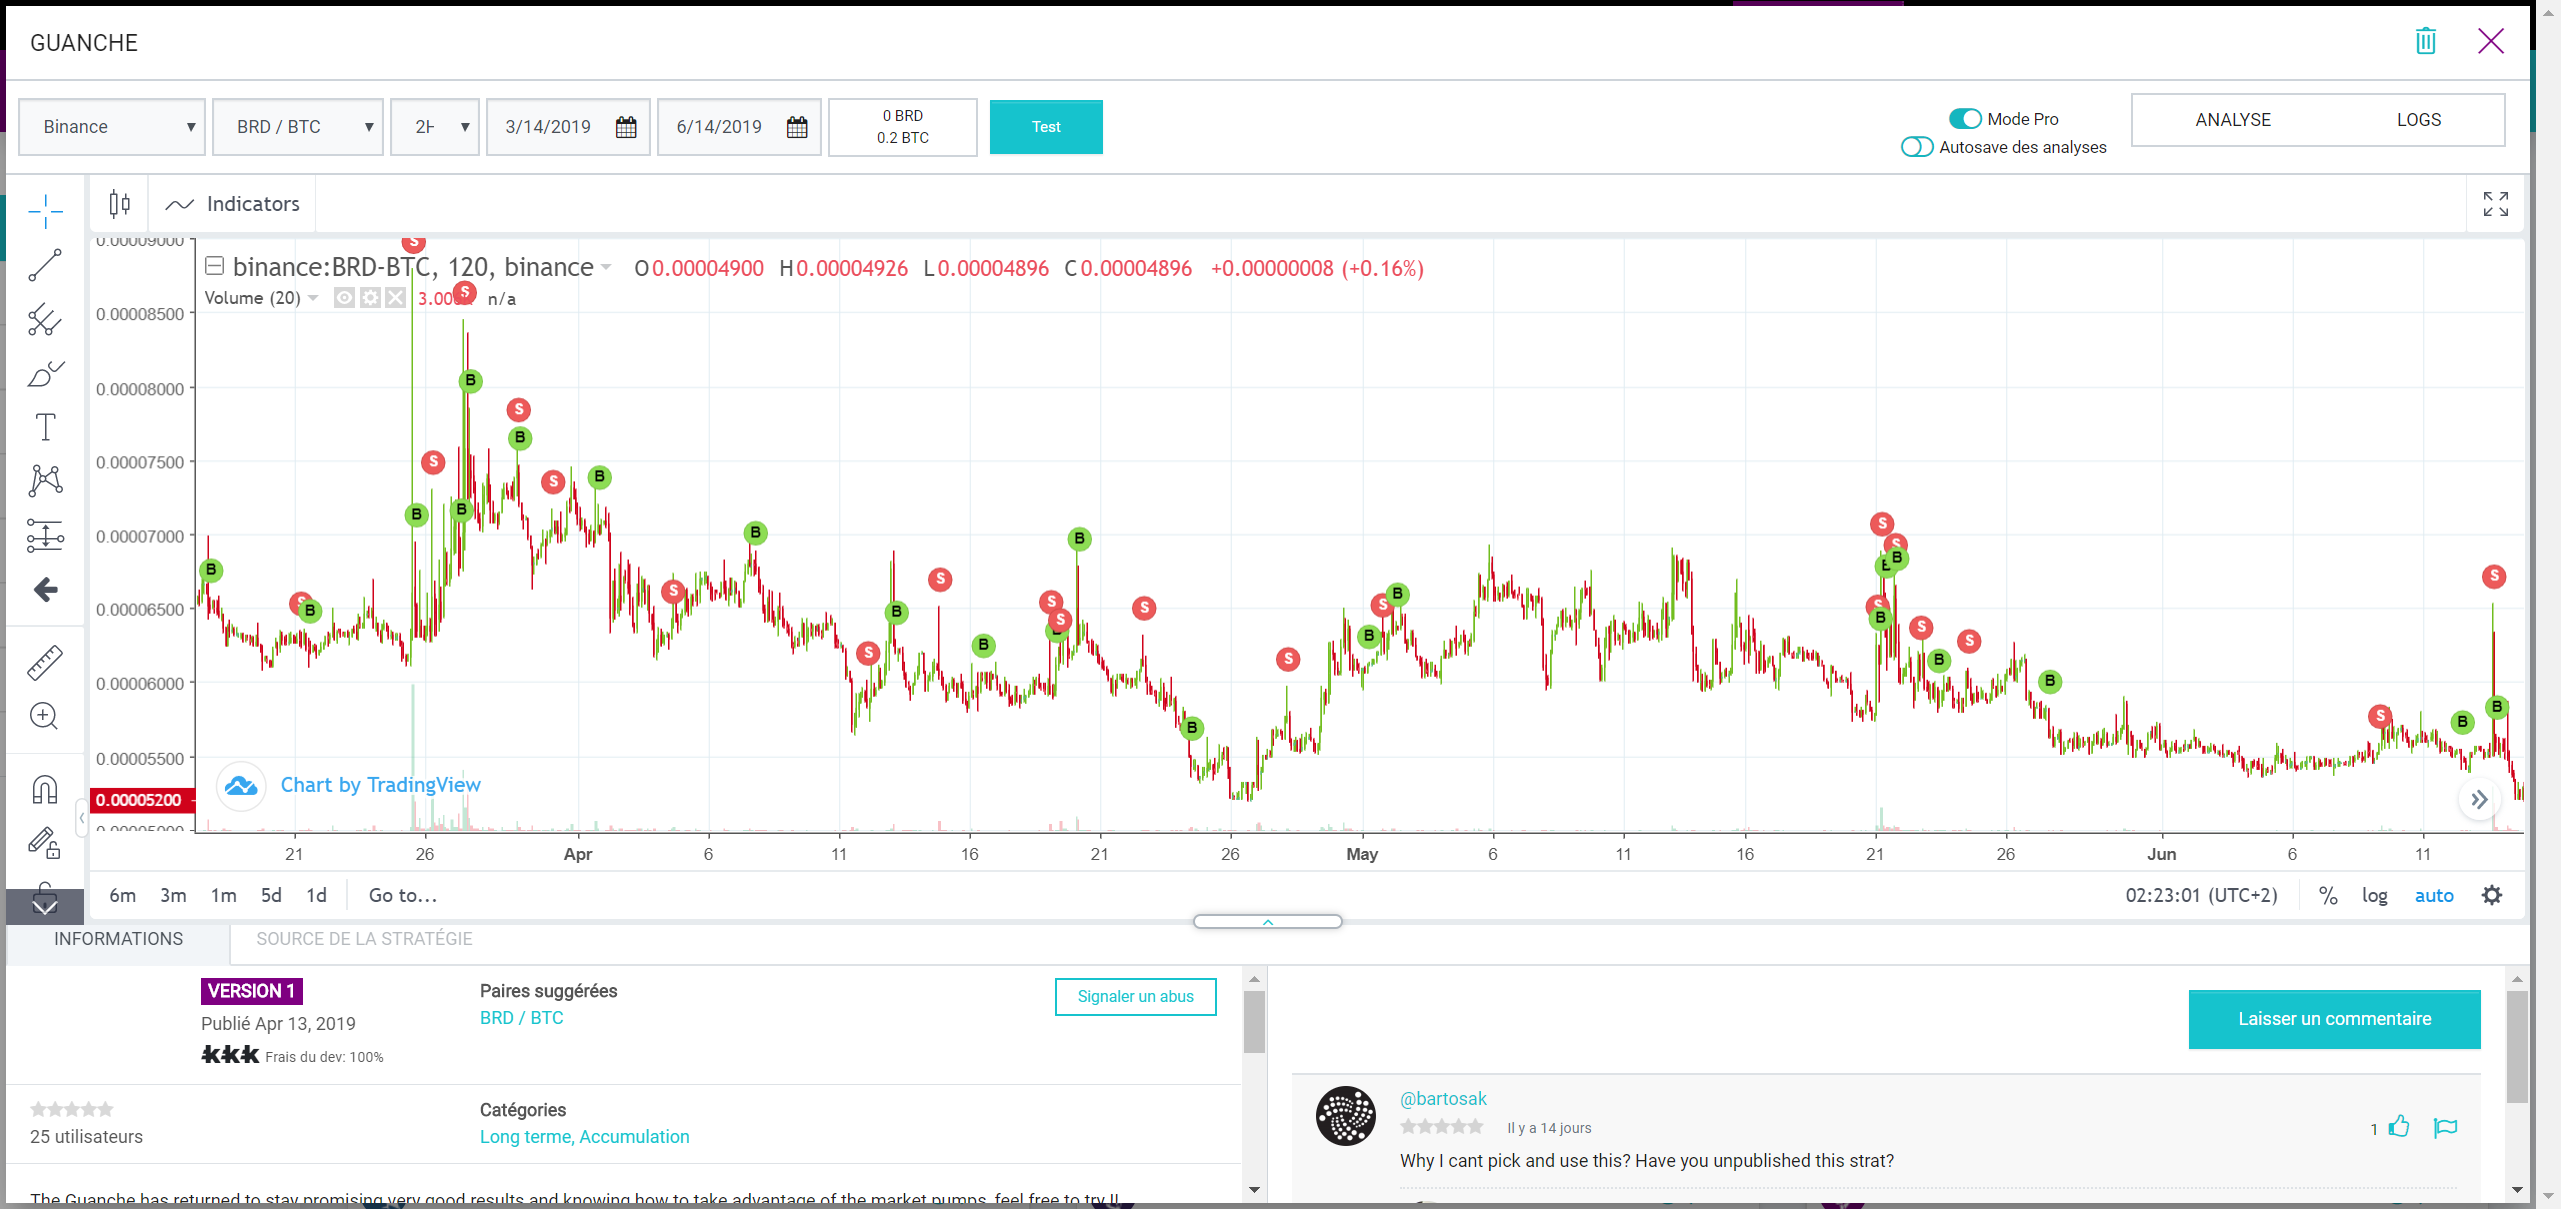 GUANCHE
Binance
BRD / BTC
3/14/2019
6/14/2019
0 BRD
0.2 BTC
Test
Mode Pro
Autosave des analyses
ANALYSE
LOGS
Indicators
binance:BRD-BTC, 120, binance
O0.00004900 H0.00004926 L0.00004896 C0.00004896 +0.00000008 (+0.16%)
Volume (20)
n/a
0.00009000
0.00008500
0.00008000
0.00007500
0.00007000
0.00006500
0.00006000
0.00005500
0.00005200
0.00005000
S
S
B
S
B
S
S
B
B
B
B
B
S
B
S
B
S
B
S
B
S
B
S
S
B
S
B
S
B
S
B
S
S
B
B
S
B
S
B
S
B
S
B
S
B
Chart by TradingView
21 26 Apr 6 11 16 21 26 May 6 11 16 21 26 Jun 6 11
6m 3m 1m 5d 1d Go to...
02:23:01 (UTC+2) % log auto
INFORMATIONS
SOURCE DE LA STRATÉGIE
VERSION 1
Publié Apr 13, 2019
kkk Frais du dev: 100%
Paires suggérées
BRD / BTC
Signaler un abus
25 utilisateurs
Catégories
Long terme, Accumulation
The Guanche has returned to stay promising very good results and knowing how to take advantage of the market pumps, feel free to try !!
Laisser un commentaire
@bartosak
Il y a 14 jours
1
Why I cant pick and use this? Have you unpublished this strat?